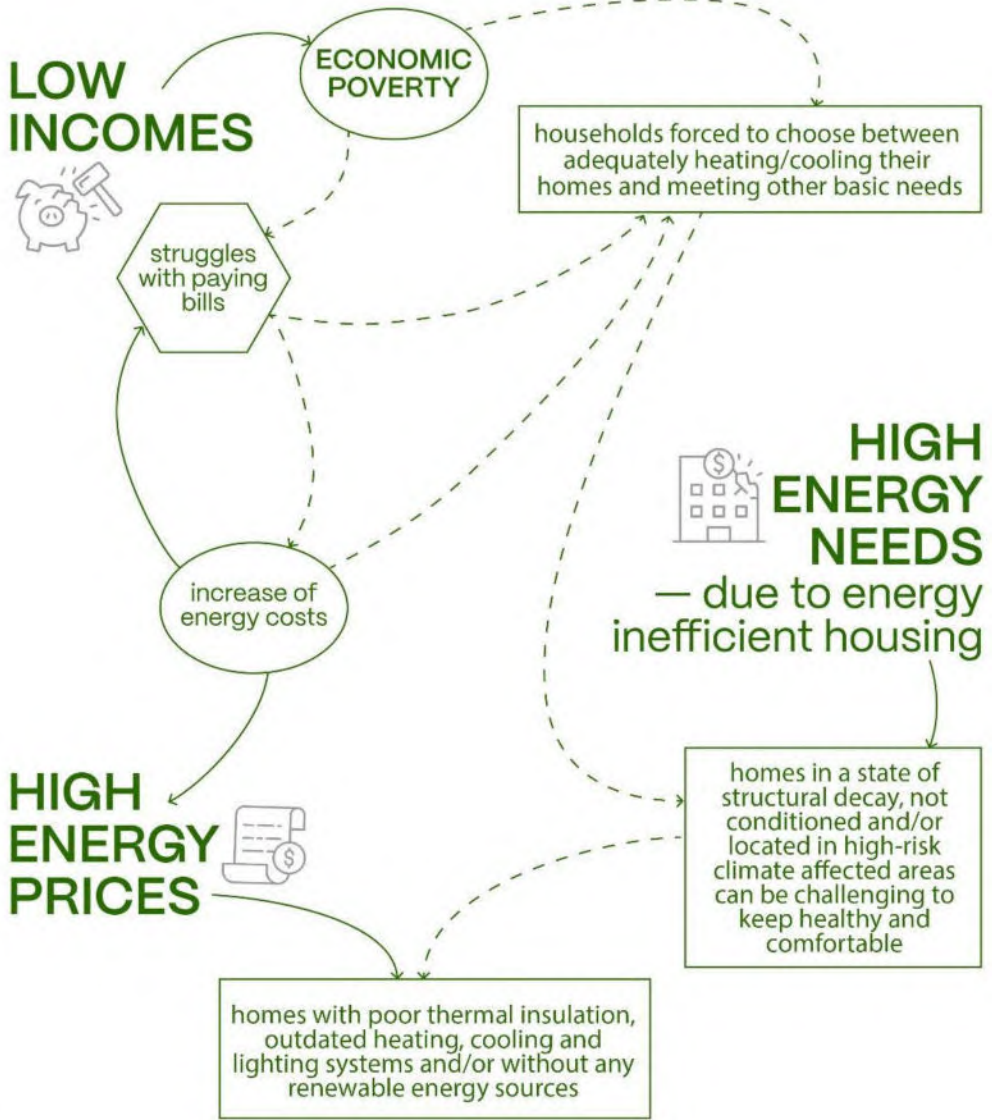 LOW
INCOMES
ECONOMIC
POVERTY
households forced to choose between
adequately heating/cooling their
homes and meeting other basic needs
struggles
with paying
bills
HIGH
ENERGY
NEEDS
— due to energy
inefficient housing
$
increase of
energy costs
HIGH
ENERGY
PRICES
$
homes in a state of
structural decay, not
conditioned and/or
located in high-risk
climate affected areas
can be challenging to
keep healthy and
comfortable
homes with poor thermal insulation,
outdated heating, cooling and
lighting systems and/or without any
renewable energy sources